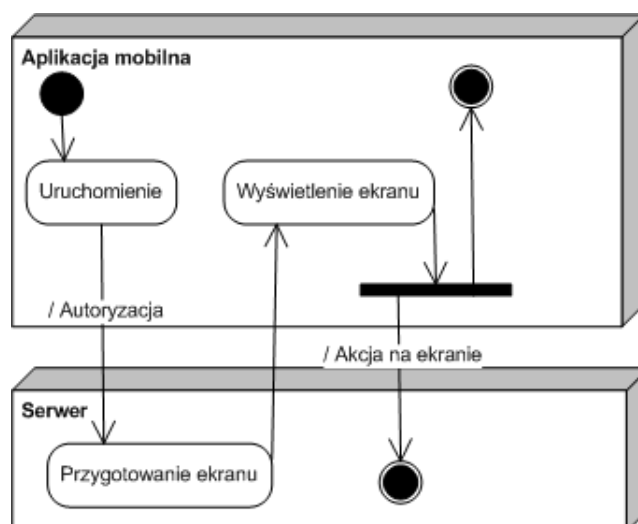 Aplikacja mobilna
Uruchomienie
Wyświetlenie ekranu
/ Autoryzacja
/ Akcja na ekranie
Serwer
Przygotowanie ekranu